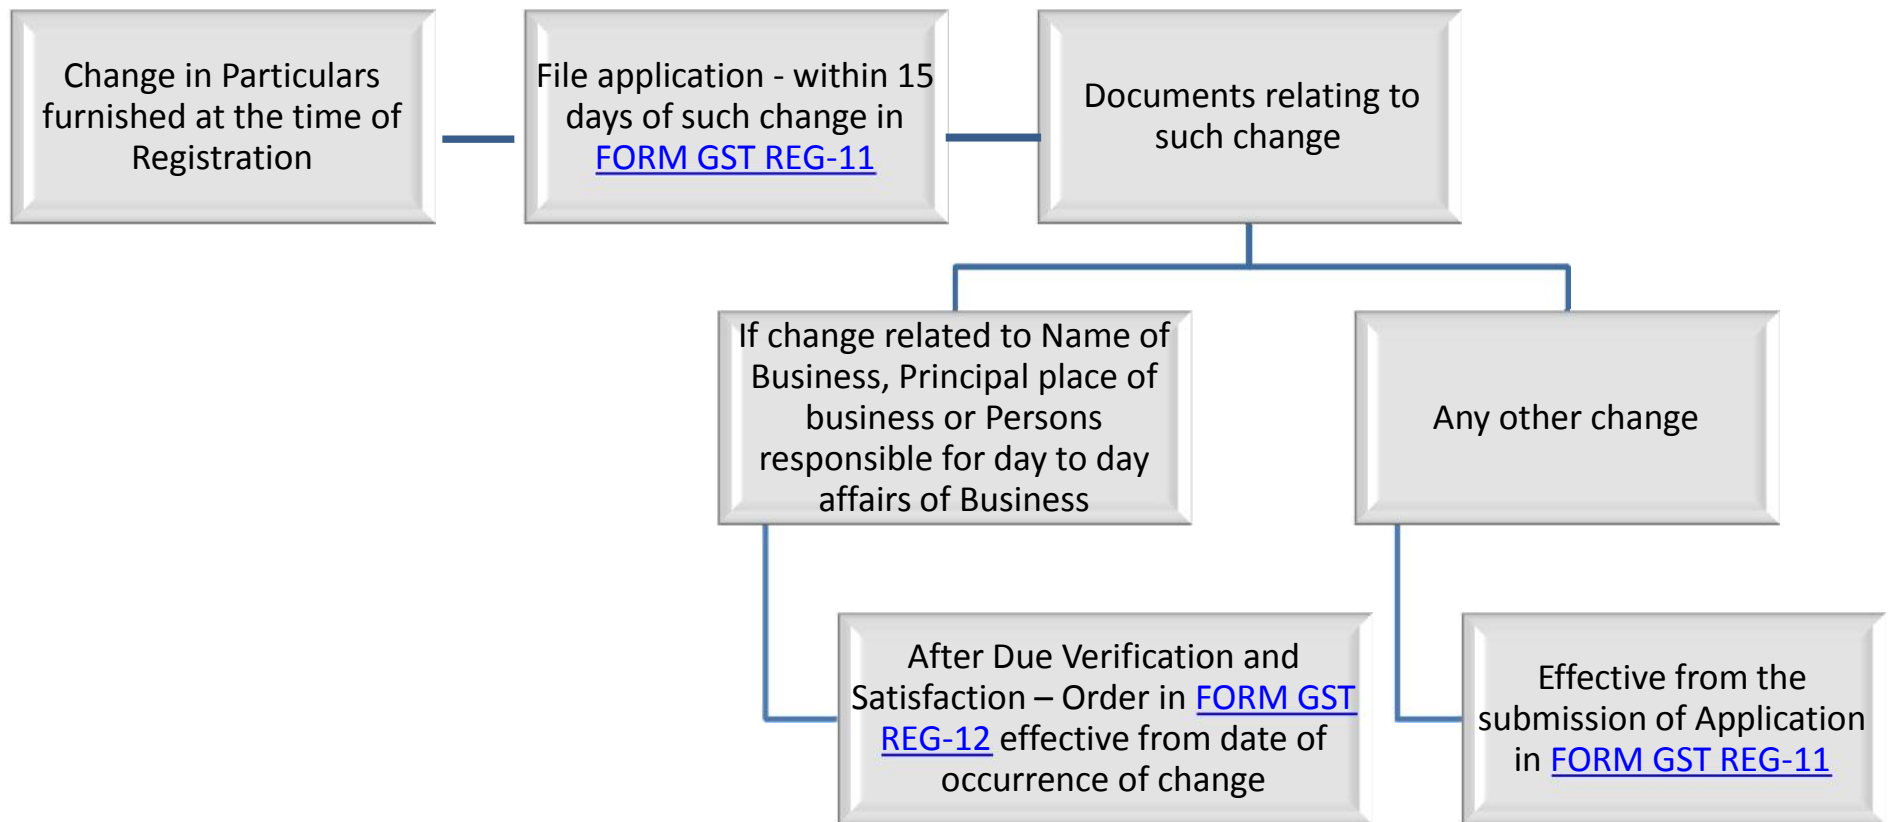 Change in Particulars
furnished at the time of
Registration
File application - within 15
days of such change in
FORM GST REG-11
Documents relating to
such change
If change related to Name of
Business, Principal place of
business or Persons
responsible for day to day
affairs of Business
Any other change
After Due Verification and
Satisfaction – Order in FORM GST
REG-12 effective from date of
occurrence of change
Effective from the
submission of Application
in FORM GST REG-11